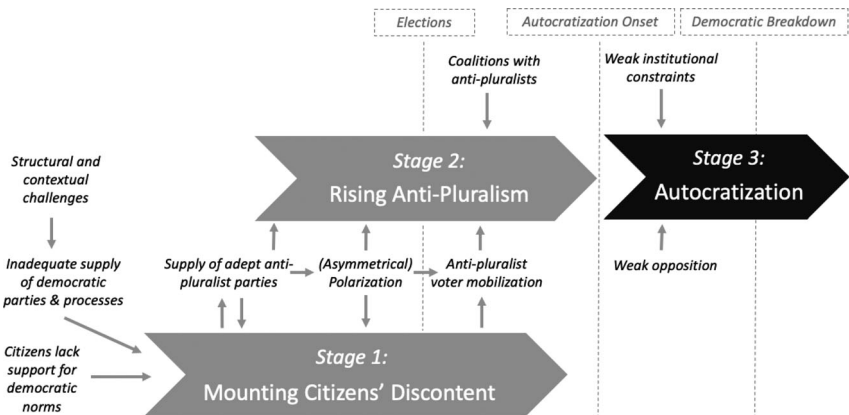 Elections
Autocratization Onset
Democratic Breakdown
Coalitions with
anti-pluralists
Weak institutional
constraints
Structural and
contextual
challenges
Stage 2:
Rising Anti-Pluralism
Stage 3:
Autocratization
Inadequate supply
of democratic
parties & processes
Supply of adept anti-
pluralist parties
(Asymmetrical)
Polarization
Anti-pluralist
voter mobilization
Weak opposition
Citizens lack
support for
democratic
norms
Stage 1:
Mounting Citizens' Discontent